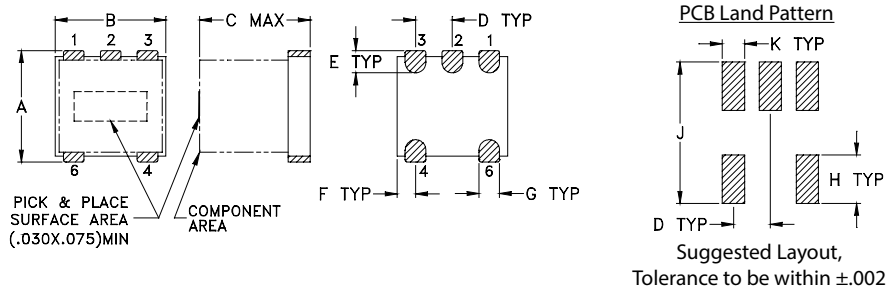 B
C MAX
D TYP
PCB Land Pattern
1 2 3
3 2 1
K TYP
E TYP
A
J
6 4
4 6
H TYP
F TYP
G TYP
PICK & PLACE
SURFACE AREA
(.030X.075)MIN
COMPONENT
AREA
D TYP
Suggested Layout,
Tolerance to be within ±.002